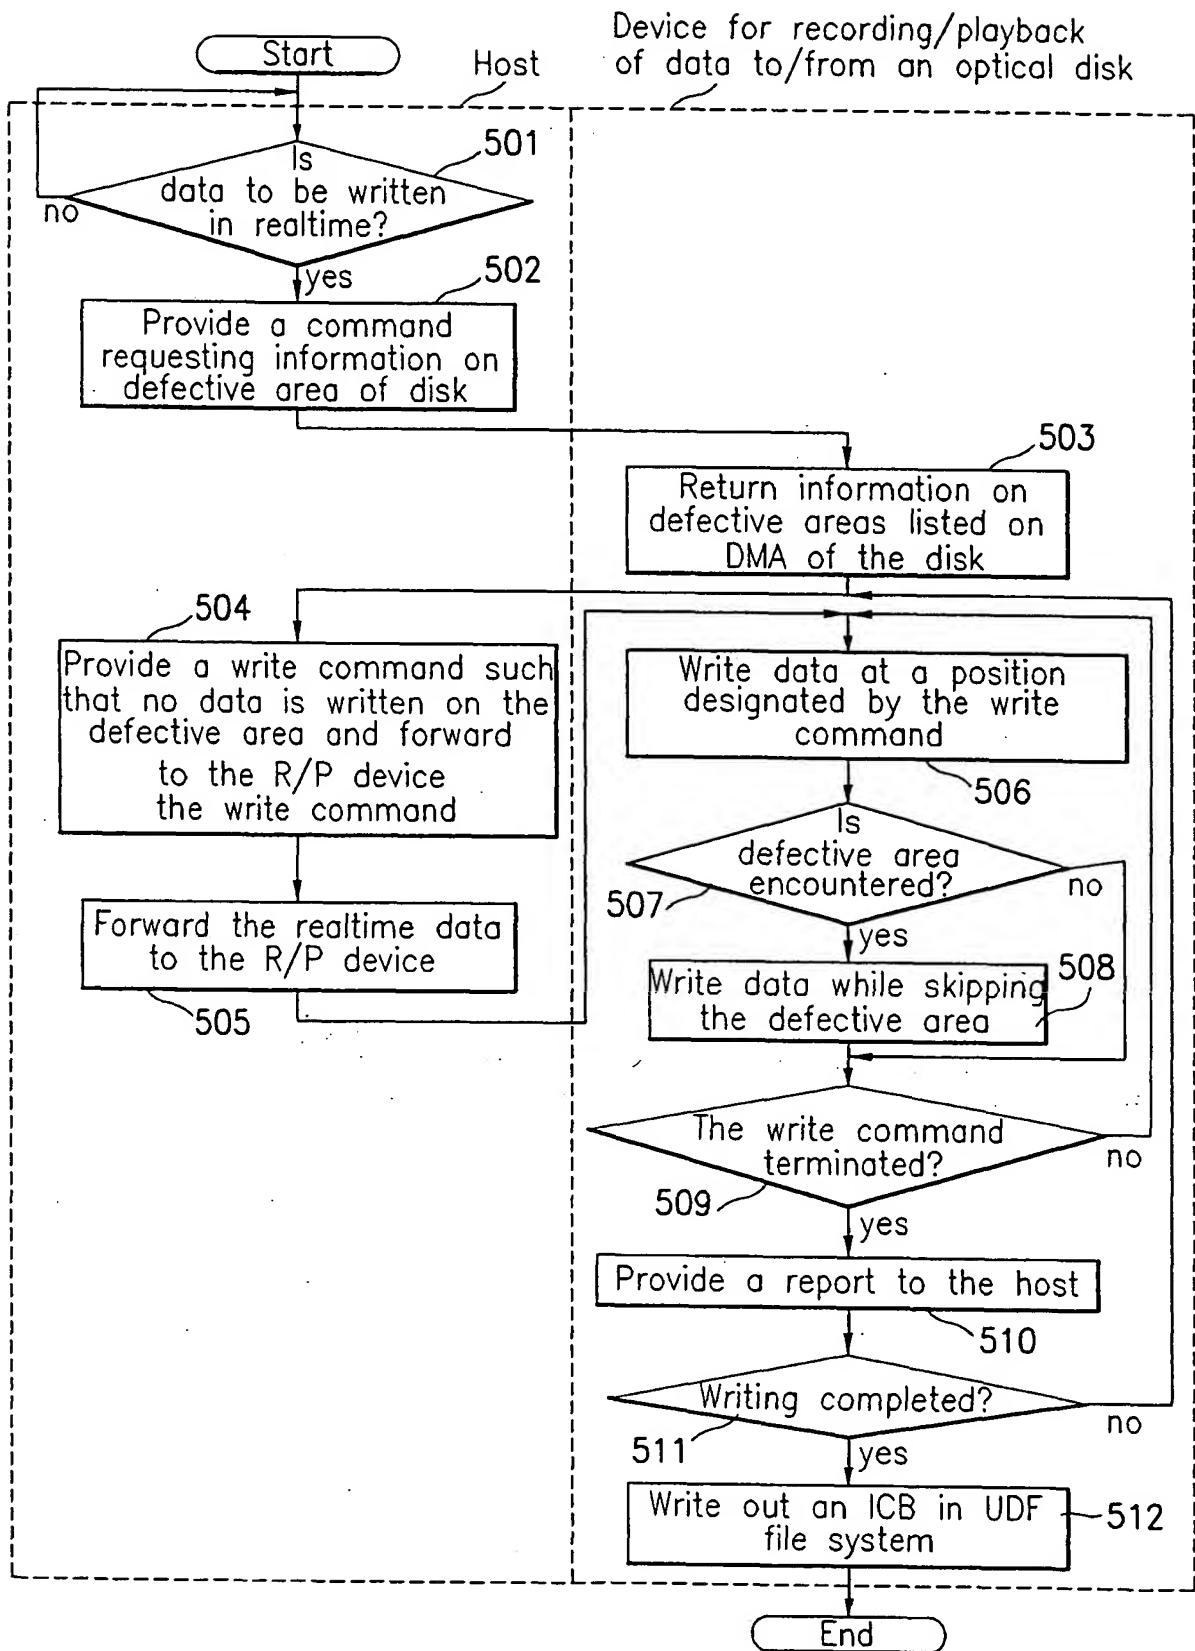 Device for recording/playback
of data to/from an optical disk
Start
Host
501
Is
data to be written
in realtime?
no
yes
502
Provide a command
requesting information on
defective area of disk
503
Return information on
defective areas listed on
DMA of the disk
504
Provide a write command such
that no data is written on the
defective area and forward
to the R/P device
the write command
Write data at a position
designated by the write
command
506
Is
defective area
encountered?
507
no
yes
Forward the realtime data
to the R/P device
505
Write data while skipping
the defective area
508
The write command
terminated?
509
no
yes
Provide a report to the host
510
Writing completed?
511
no
yes
Write out an ICB in UDF
file system
512
End